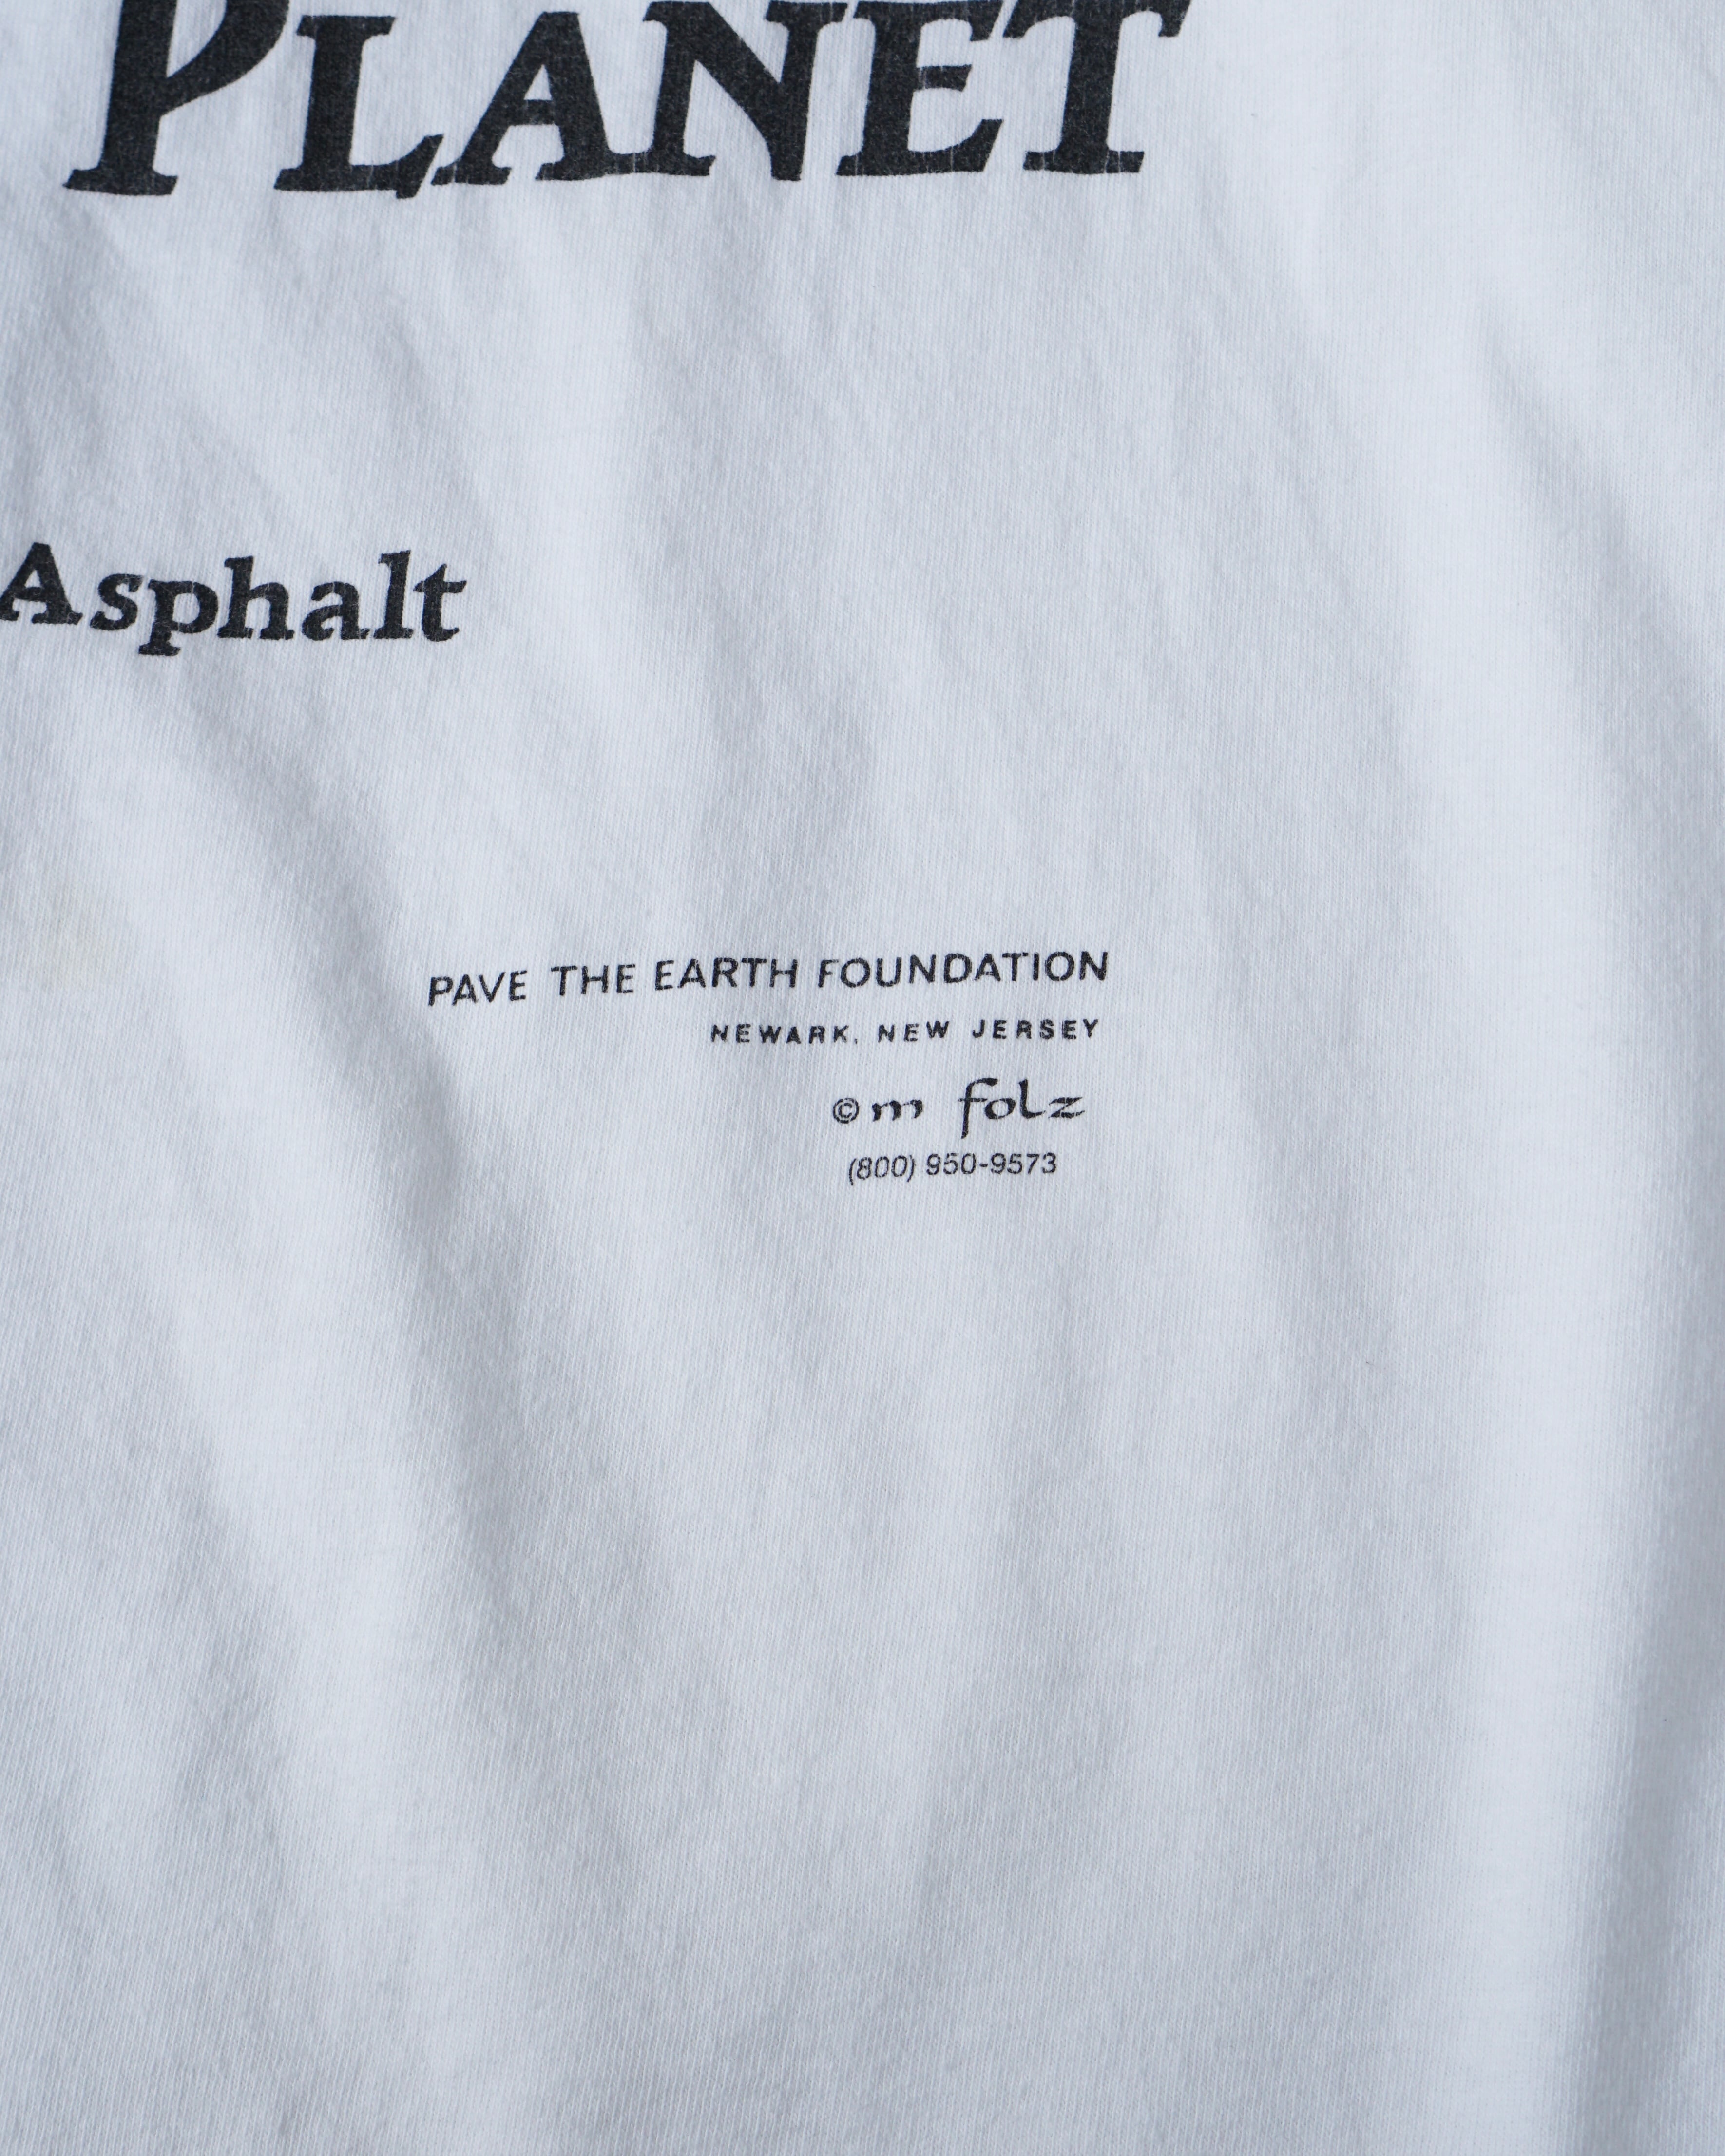 PLANET
Asphalt
PAVE THE EARTH FOUNDATION
NEWARK, NEW JERSEY
© m folz
(800) 950-9573